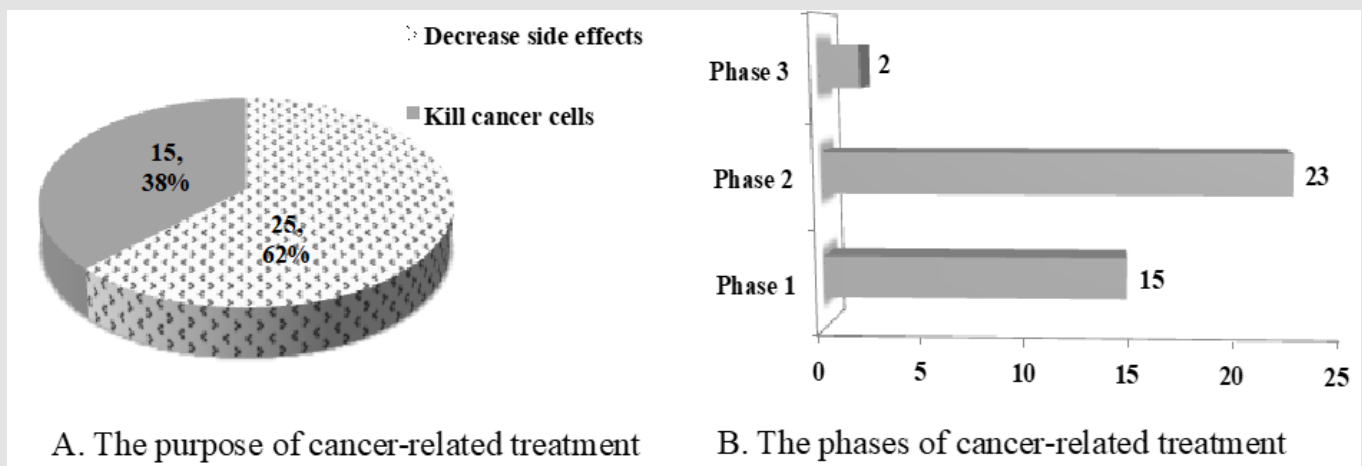 Decrease side effects
Kill cancer cells
15,
38%
25,
62%
A. The purpose of cancer-related treatment
Phase 3
2
Phase 2
23
Phase 1
15
0 5 10 15 20 25
B. The phases of cancer-related treatment